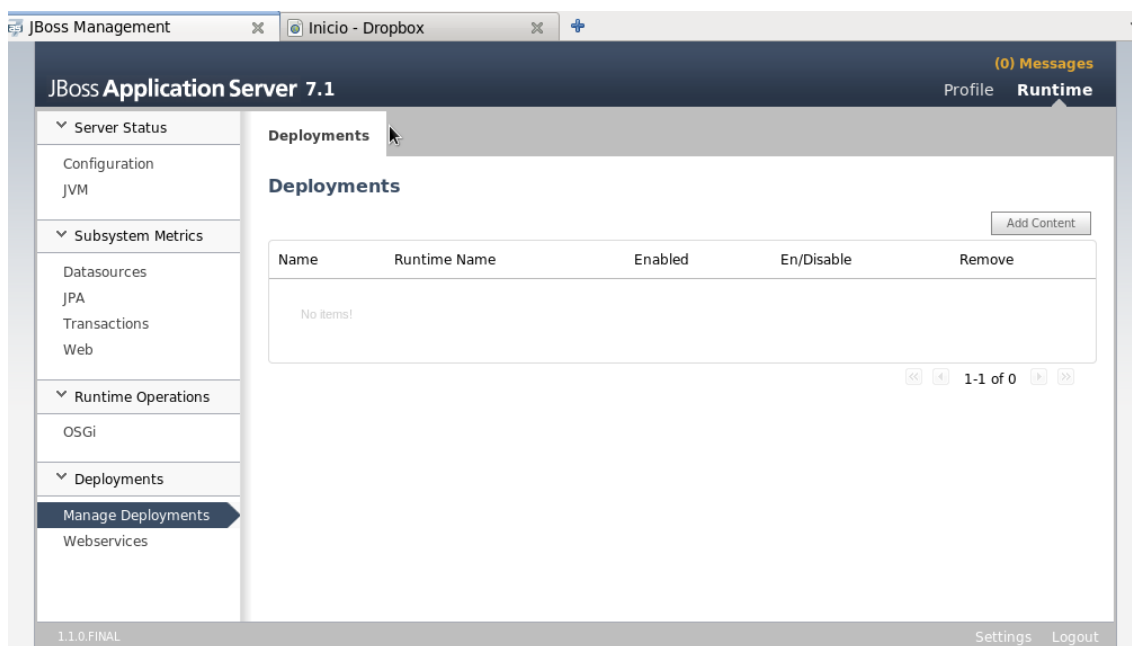 JBoss Management
Inicio - Dropbox
(0) Messages
JBoss Application Server 7.1
Profile Runtime
Server Status
Configuration
JVM
Subsystem Metrics
Datasources
JPA
Transactions
Web
Runtime Operations
OSGi
Deployments
Manage Deployments
Webservices
Deployments
Deployments
Add Content
Name Runtime Name Enabled En/Disable Remove
No items!
1-1 of 0
1.1.0.FINAL
Settings Logout